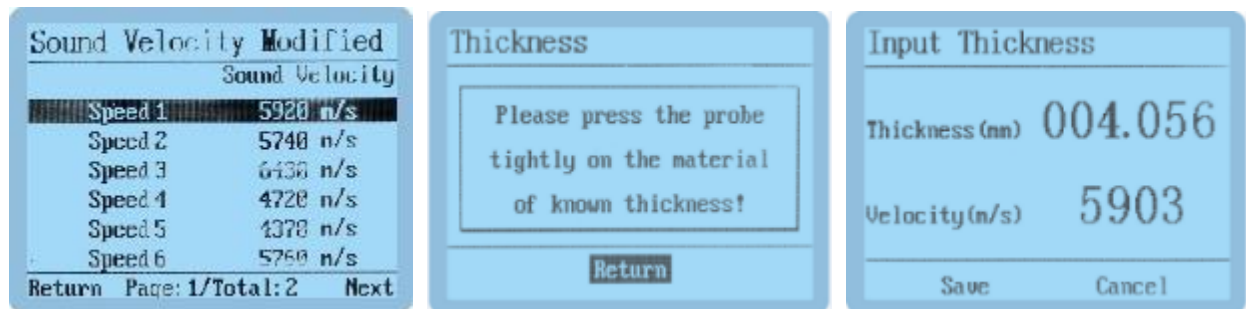 Sound Velocity Modified
Sound Velocity
Speed 1 5920 m/s
Speed 2 5740 m/s
Speed 3 6430 m/s
Speed 4 4720 m/s
Speed 5 4370 m/s
Speed 6 5760 m/s
Return Page: 1/Total: 2 Next
Thickness
Please press the probe
tightly on the material
of known thickness!
Return
Input Thickness
Thickness(mm) 004.056
Velocity(m/s) 5903
Save Cancel